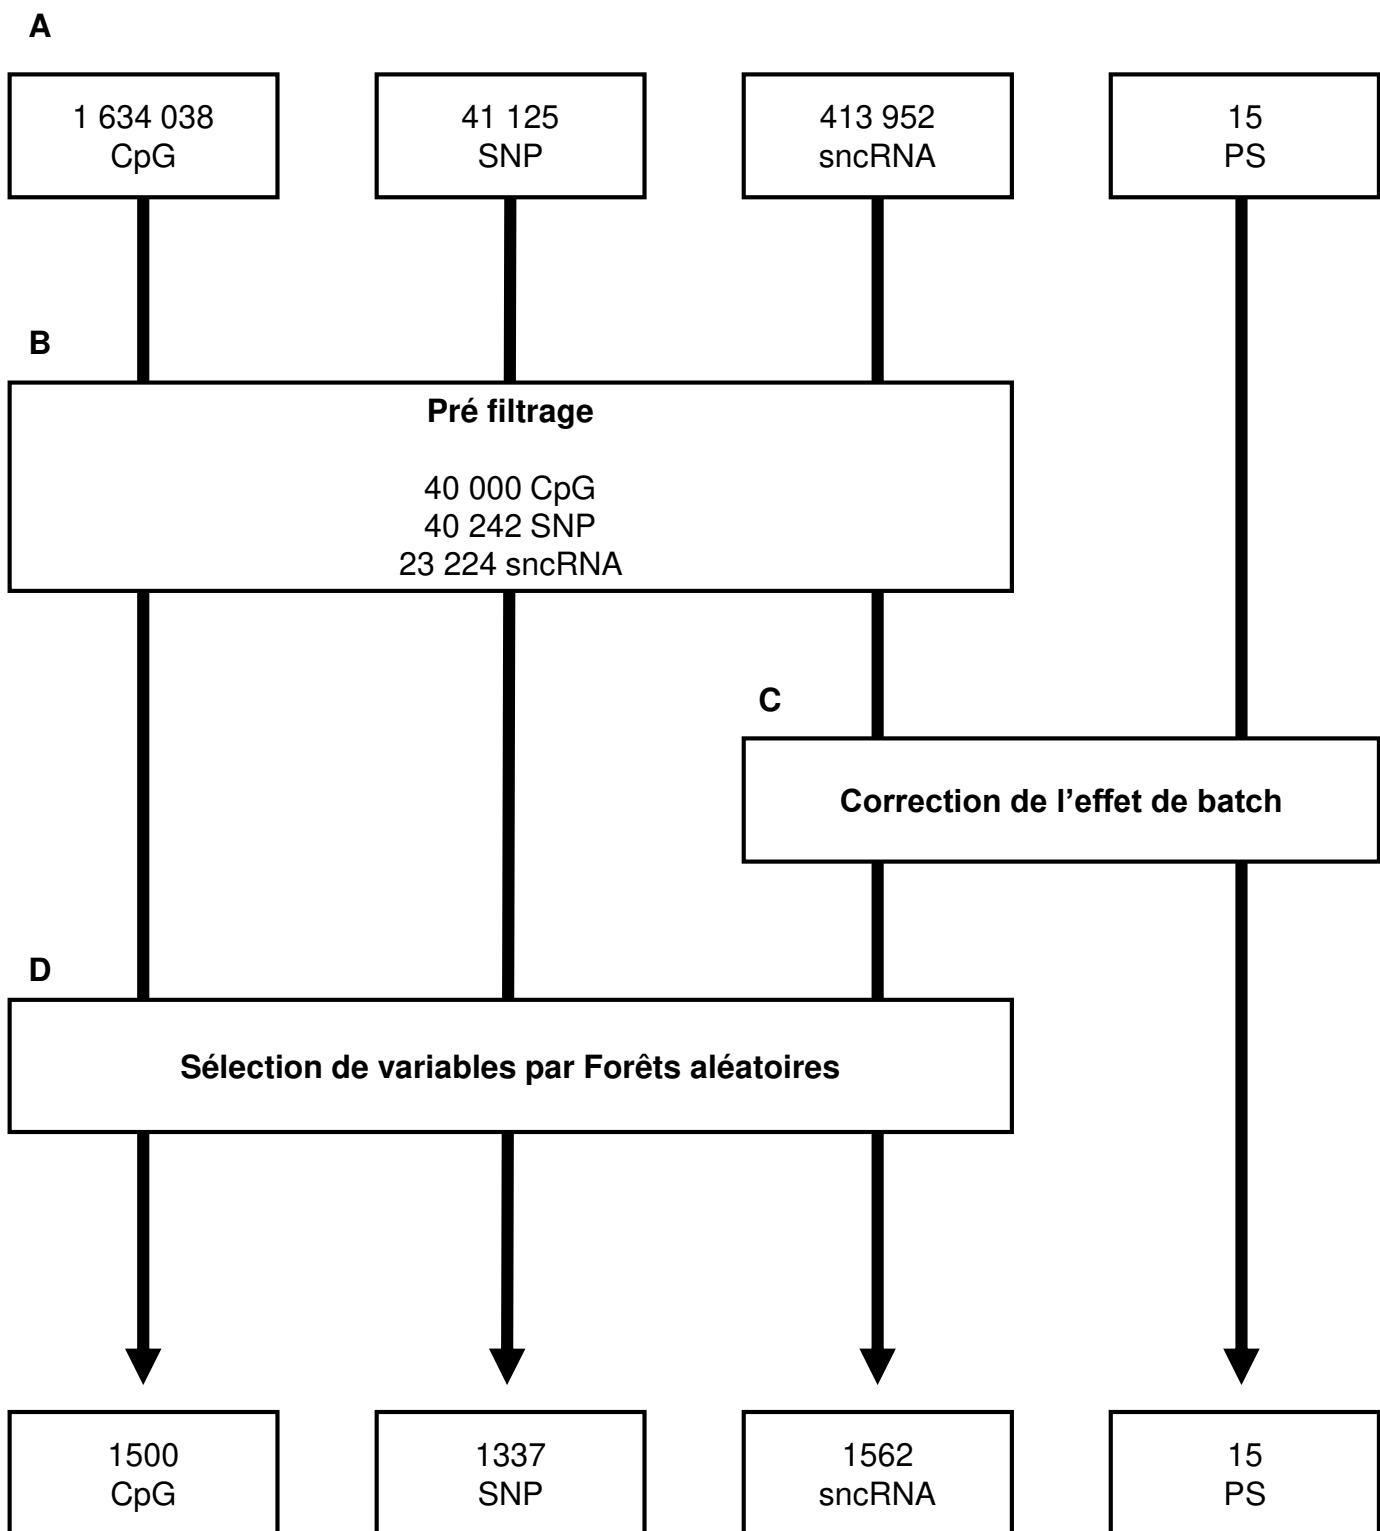 A
1 634 038
CpG
41 125
SNP
413 952
sncRNA
15
PS
B
Pré filtrage
40 000 CpG
40 242 SNP
23 224 sncRNA
C
Correction de l’effet de batch
D
Sélection de variables par Forêts aléatoires
1500
CpG
1337
SNP
1562
sncRNA
15
PS